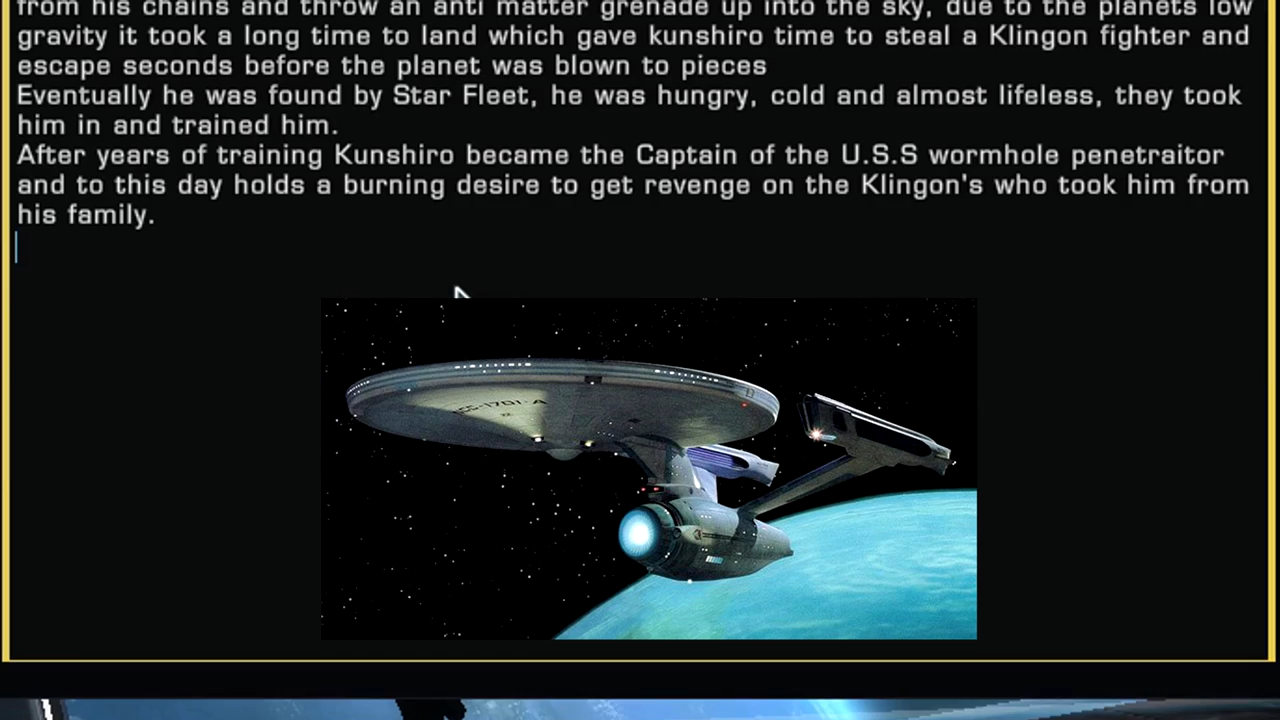 from his chains and throw an anti matter grenade up into the sky, due to the planets low
gravity it took a long time to land which gave kunshiro time to steal a Klingon fighter and
escape seconds before the planet was blown to pieces
Eventually he was found by Star Fleet, he was hungry, cold and almost lifeless, they took
him in and trained him.
After years of training Kunshiro became the Captain of the U.S.S wormhole penetraitor
and to this day holds a burning desire to get revenge on the Klingon's who took him from
his family.
NCC-1701-A